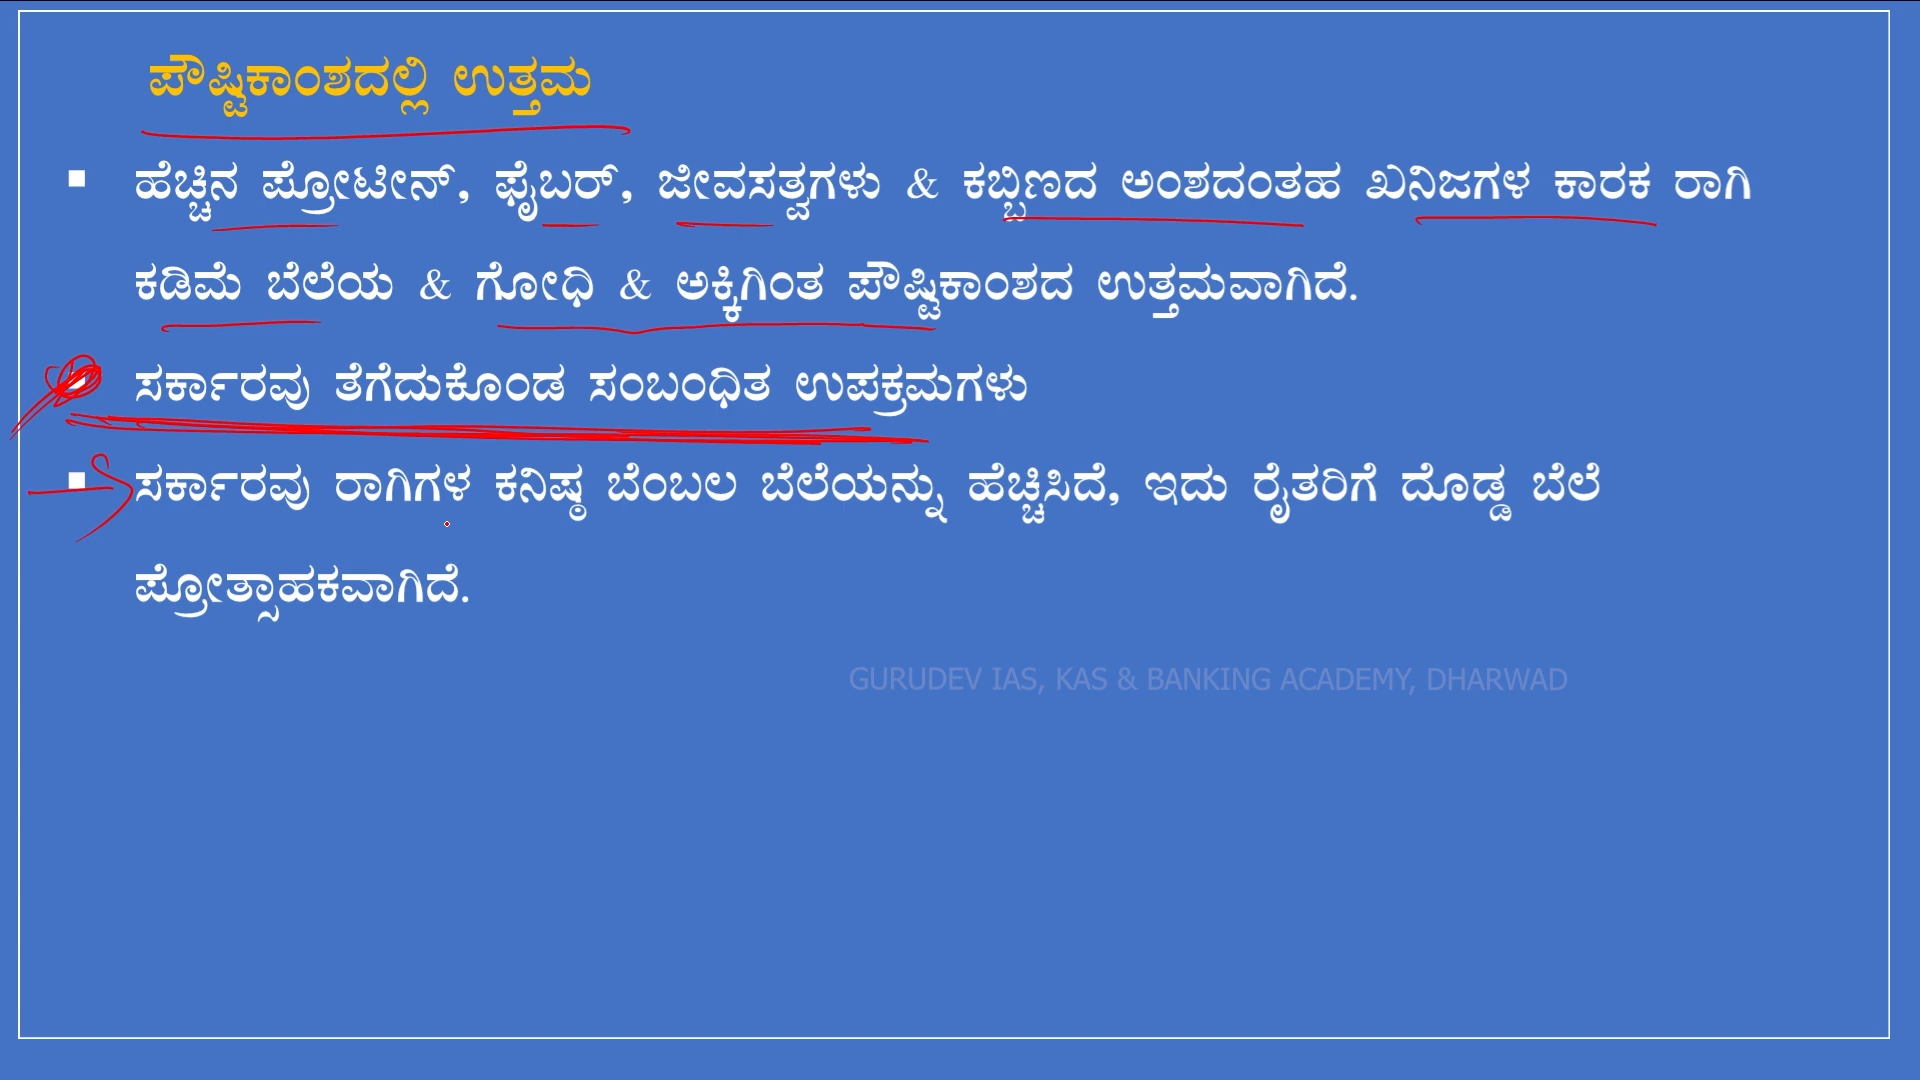 ಪೌಷ್ಟಿಕಾಂಶದಲ್ಲಿ ಉತ್ತಮ
▪ ಹೆಚ್ಚಿನ ಪ್ರೋಟೀನ್, ಫೈಬರ್, ಜೀವಸತ್ವಗಳು & ಕಬ್ಬಿಣದ ಅಂಶದಂತಹ ಖನಿಜಗಳ ಕಾರಕ ರಾಗಿ
ಕಡಿಮೆ ಬೆಲೆಯ & ಗೋಧಿ & ಅಕ್ಕಿಗಿಂತ ಪೌಷ್ಟಿಕಾಂಶದ ಉತ್ತಮವಾಗಿದೆ.
▪ ಸರ್ಕಾರವು ತೆಗೆದುಕೊಂಡ ಸಂಬಂಧಿತ ಉಪಕ್ರಮಗಳು
▪ ಸರ್ಕಾರವು ರಾಗಿಗಳ ಕನಿಷ್ಠ ಬೆಂಬಲ ಬೆಲೆಯನ್ನು ಹೆಚ್ಚಿಸಿದೆ, ಇದು ರೈತರಿಗೆ ದೊಡ್ಡ ಬೆಲೆ
ಪ್ರೋತ್ಸಾಹಕವಾಗಿದೆ.
GURUDEV IAS, KAS & BANKING ACADEMY, DHARWAD